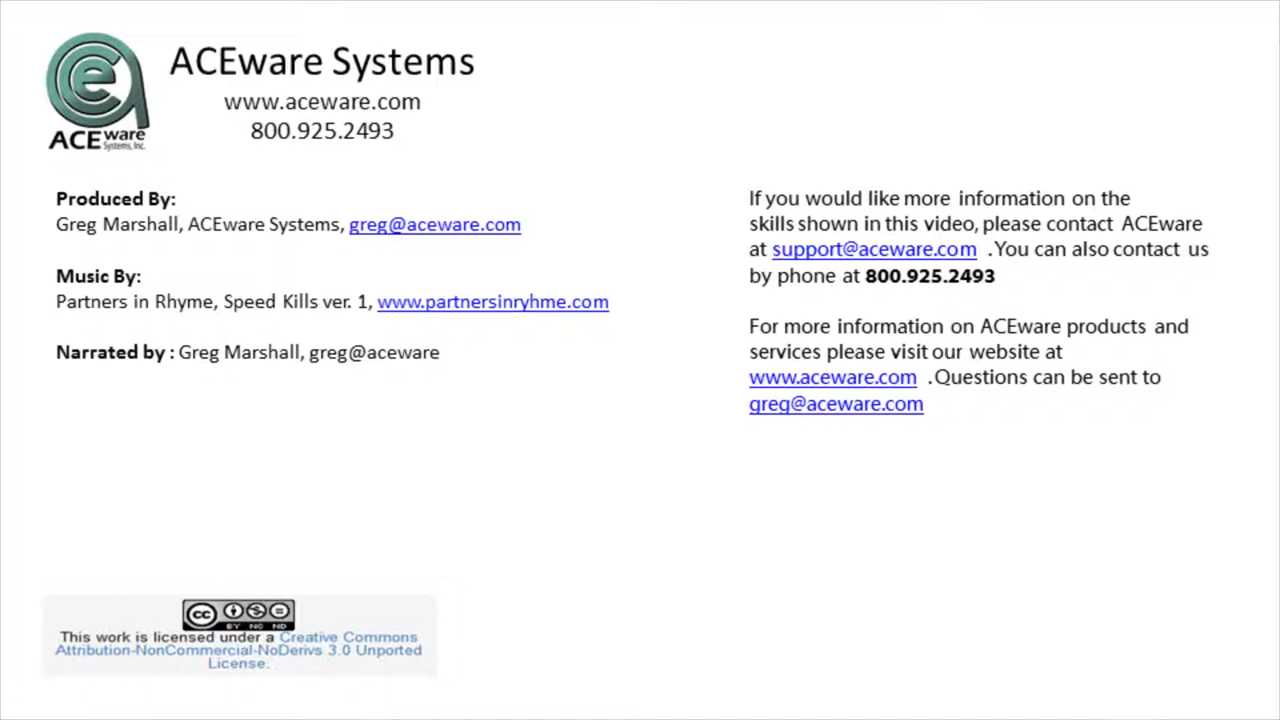 ACEware Systems
www.aceware.com
800.925.2493
ACEware
Systems, Inc.
Produced By:
Greg Marshall, ACEware Systems, greg@aceware.com
Music By:
Partners in Rhyme, Speed Kills ver. 1, www.partnersinryhme.com
Narrated by : Greg Marshall, greg@aceware
If you would like more information on the
skills shown in this video, please contact ACEware
at support@aceware.com . You can also contact us
by phone at 800.925.2493
For more information on ACEware products and
services please visit our website at
www.aceware.com . Questions can be sent to
greg@aceware.com
cc BY NC ND
This work is licensed under a Creative Commons
Attribution-NonCommercial-NoDerivs 3.0 Unported
License.